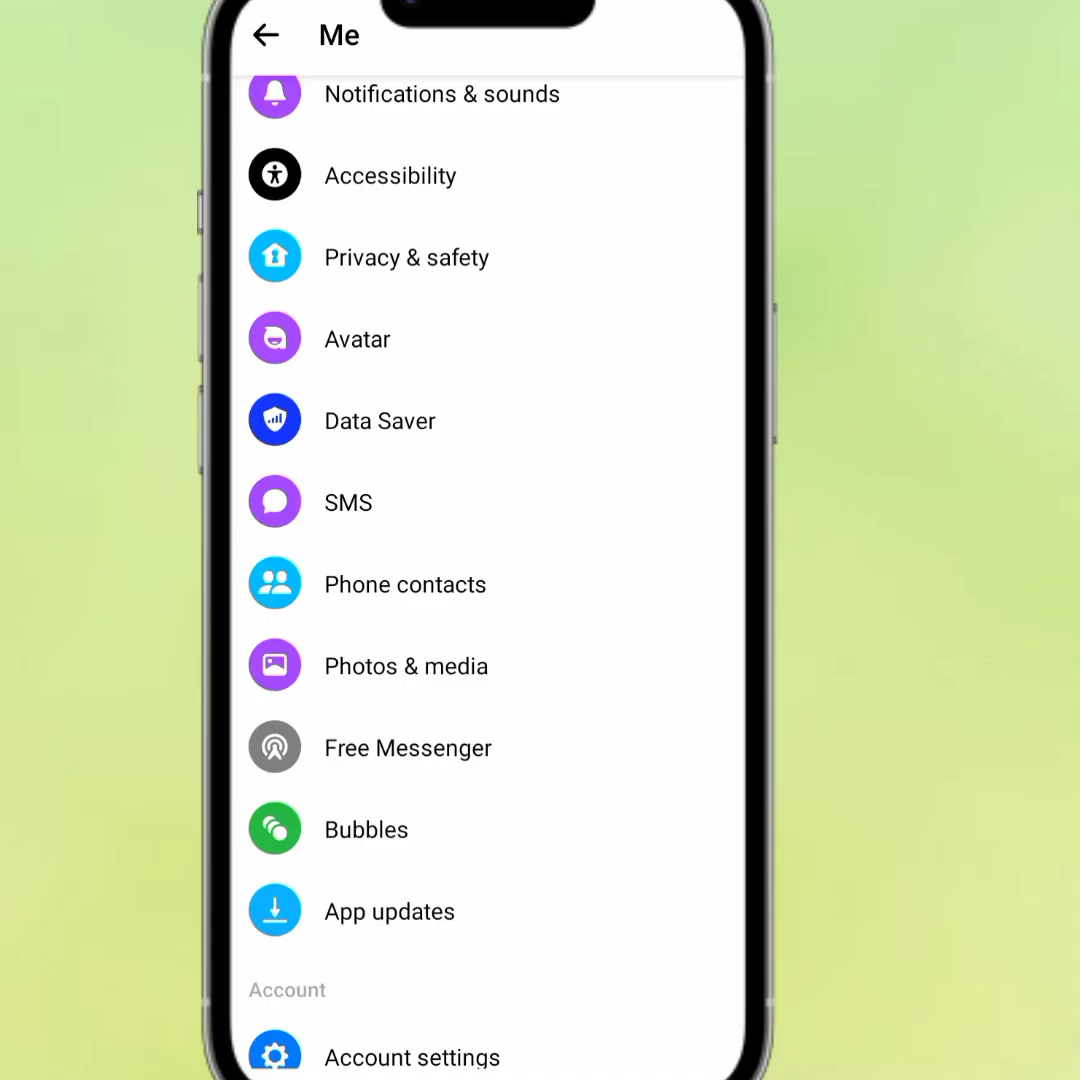 Me
Notifications & sounds
Accessibility
Privacy & safety
Avatar
Data Saver
SMS
Phone contacts
Photos & media
Free Messenger
Bubbles
App updates
Account
Account settings